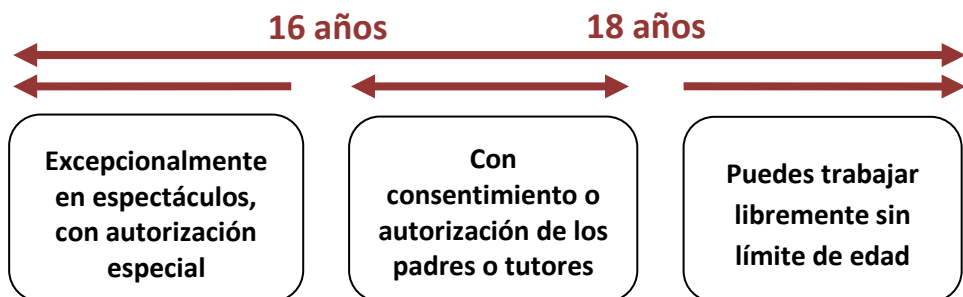 16 años
18 años
Excepcionalmente
en espectáculos,
con autorización
especial
Con
consentimiento o
autorización de los
padres o tutores
Puedes trabajar
libremente sin
límite de edad